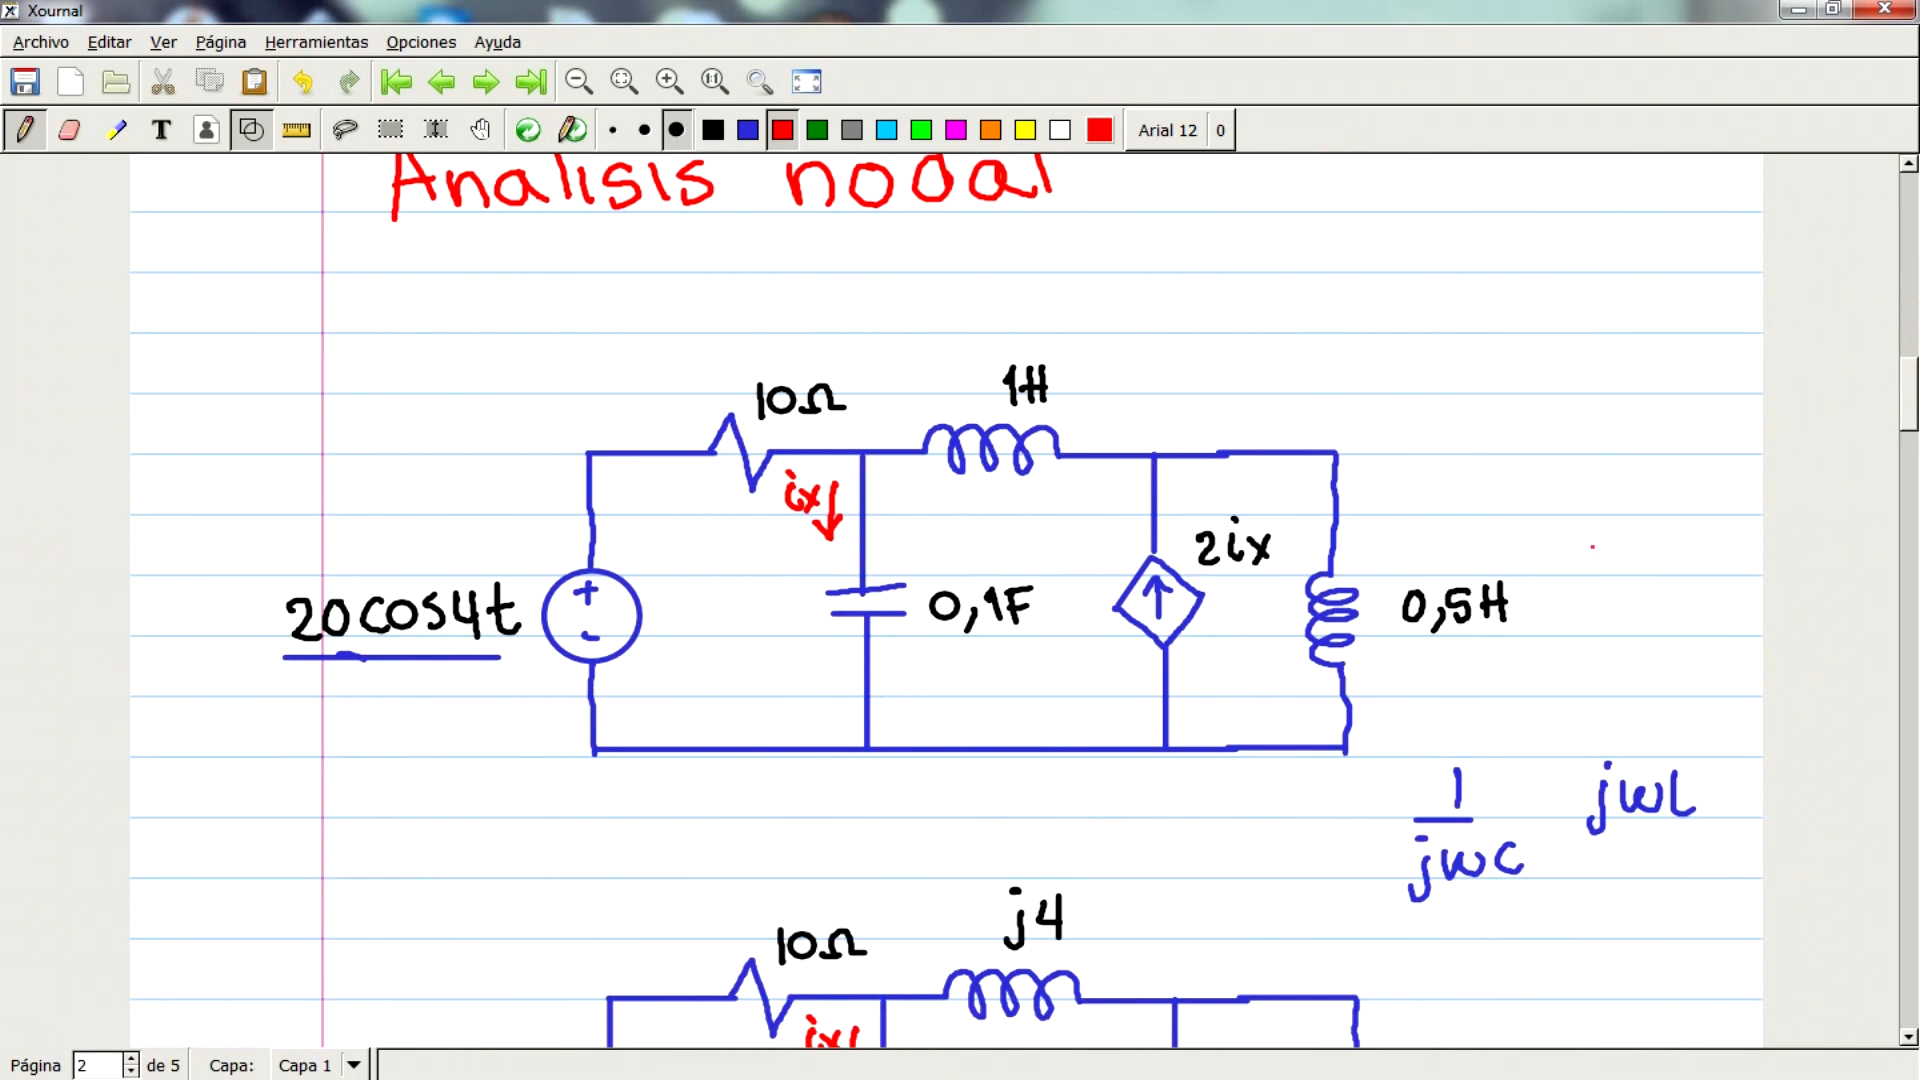 Xournal
Archivo Editar Ver Página Herramientas Opciones Ayuda
T Arial 12 0
Analisis nodal
10Ω
1H
ix
2ix
20cos4t
+
-
0,1F
0,5H
1
jwc
jwL
j4
10Ω
ix
Página 2 de 5 Capa: Capa 1